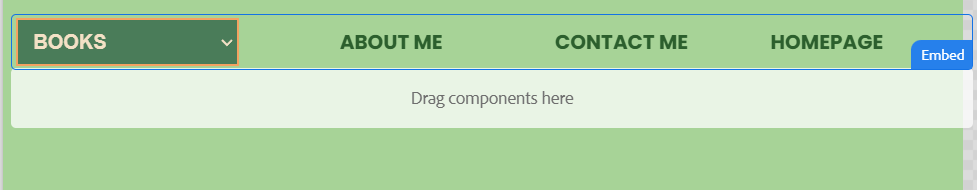 BOOKS ABOUT ME CONTACT ME HOMEPAGE
Embed
Drag components here